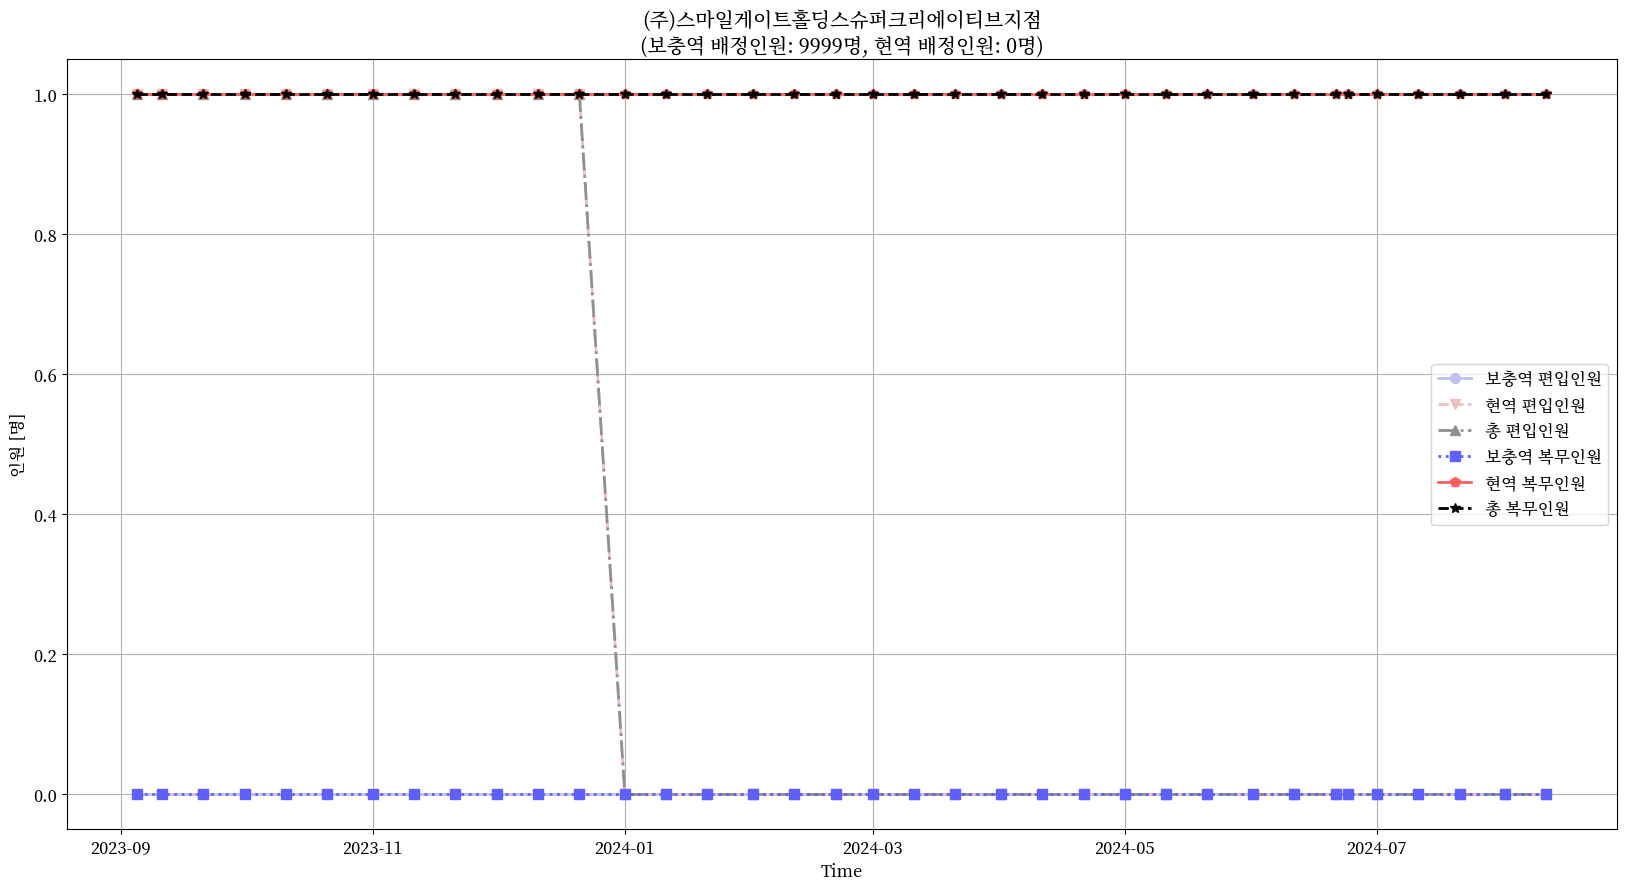 (주)스마일게이트홀딩스슈퍼크리에이티브지점
(보충역 배정인원: 9999명, 현역 배정인원: 0명)
인원 [명]
1.0
0.8
0.6
0.4
0.2
0.0
보충역 편입인원
현역 편입인원
총 편입인원
보충역 복무인원
현역 복무인원
총 복무인원
2023-09
2023-11
2024-01
2024-03
2024-05
2024-07
Time